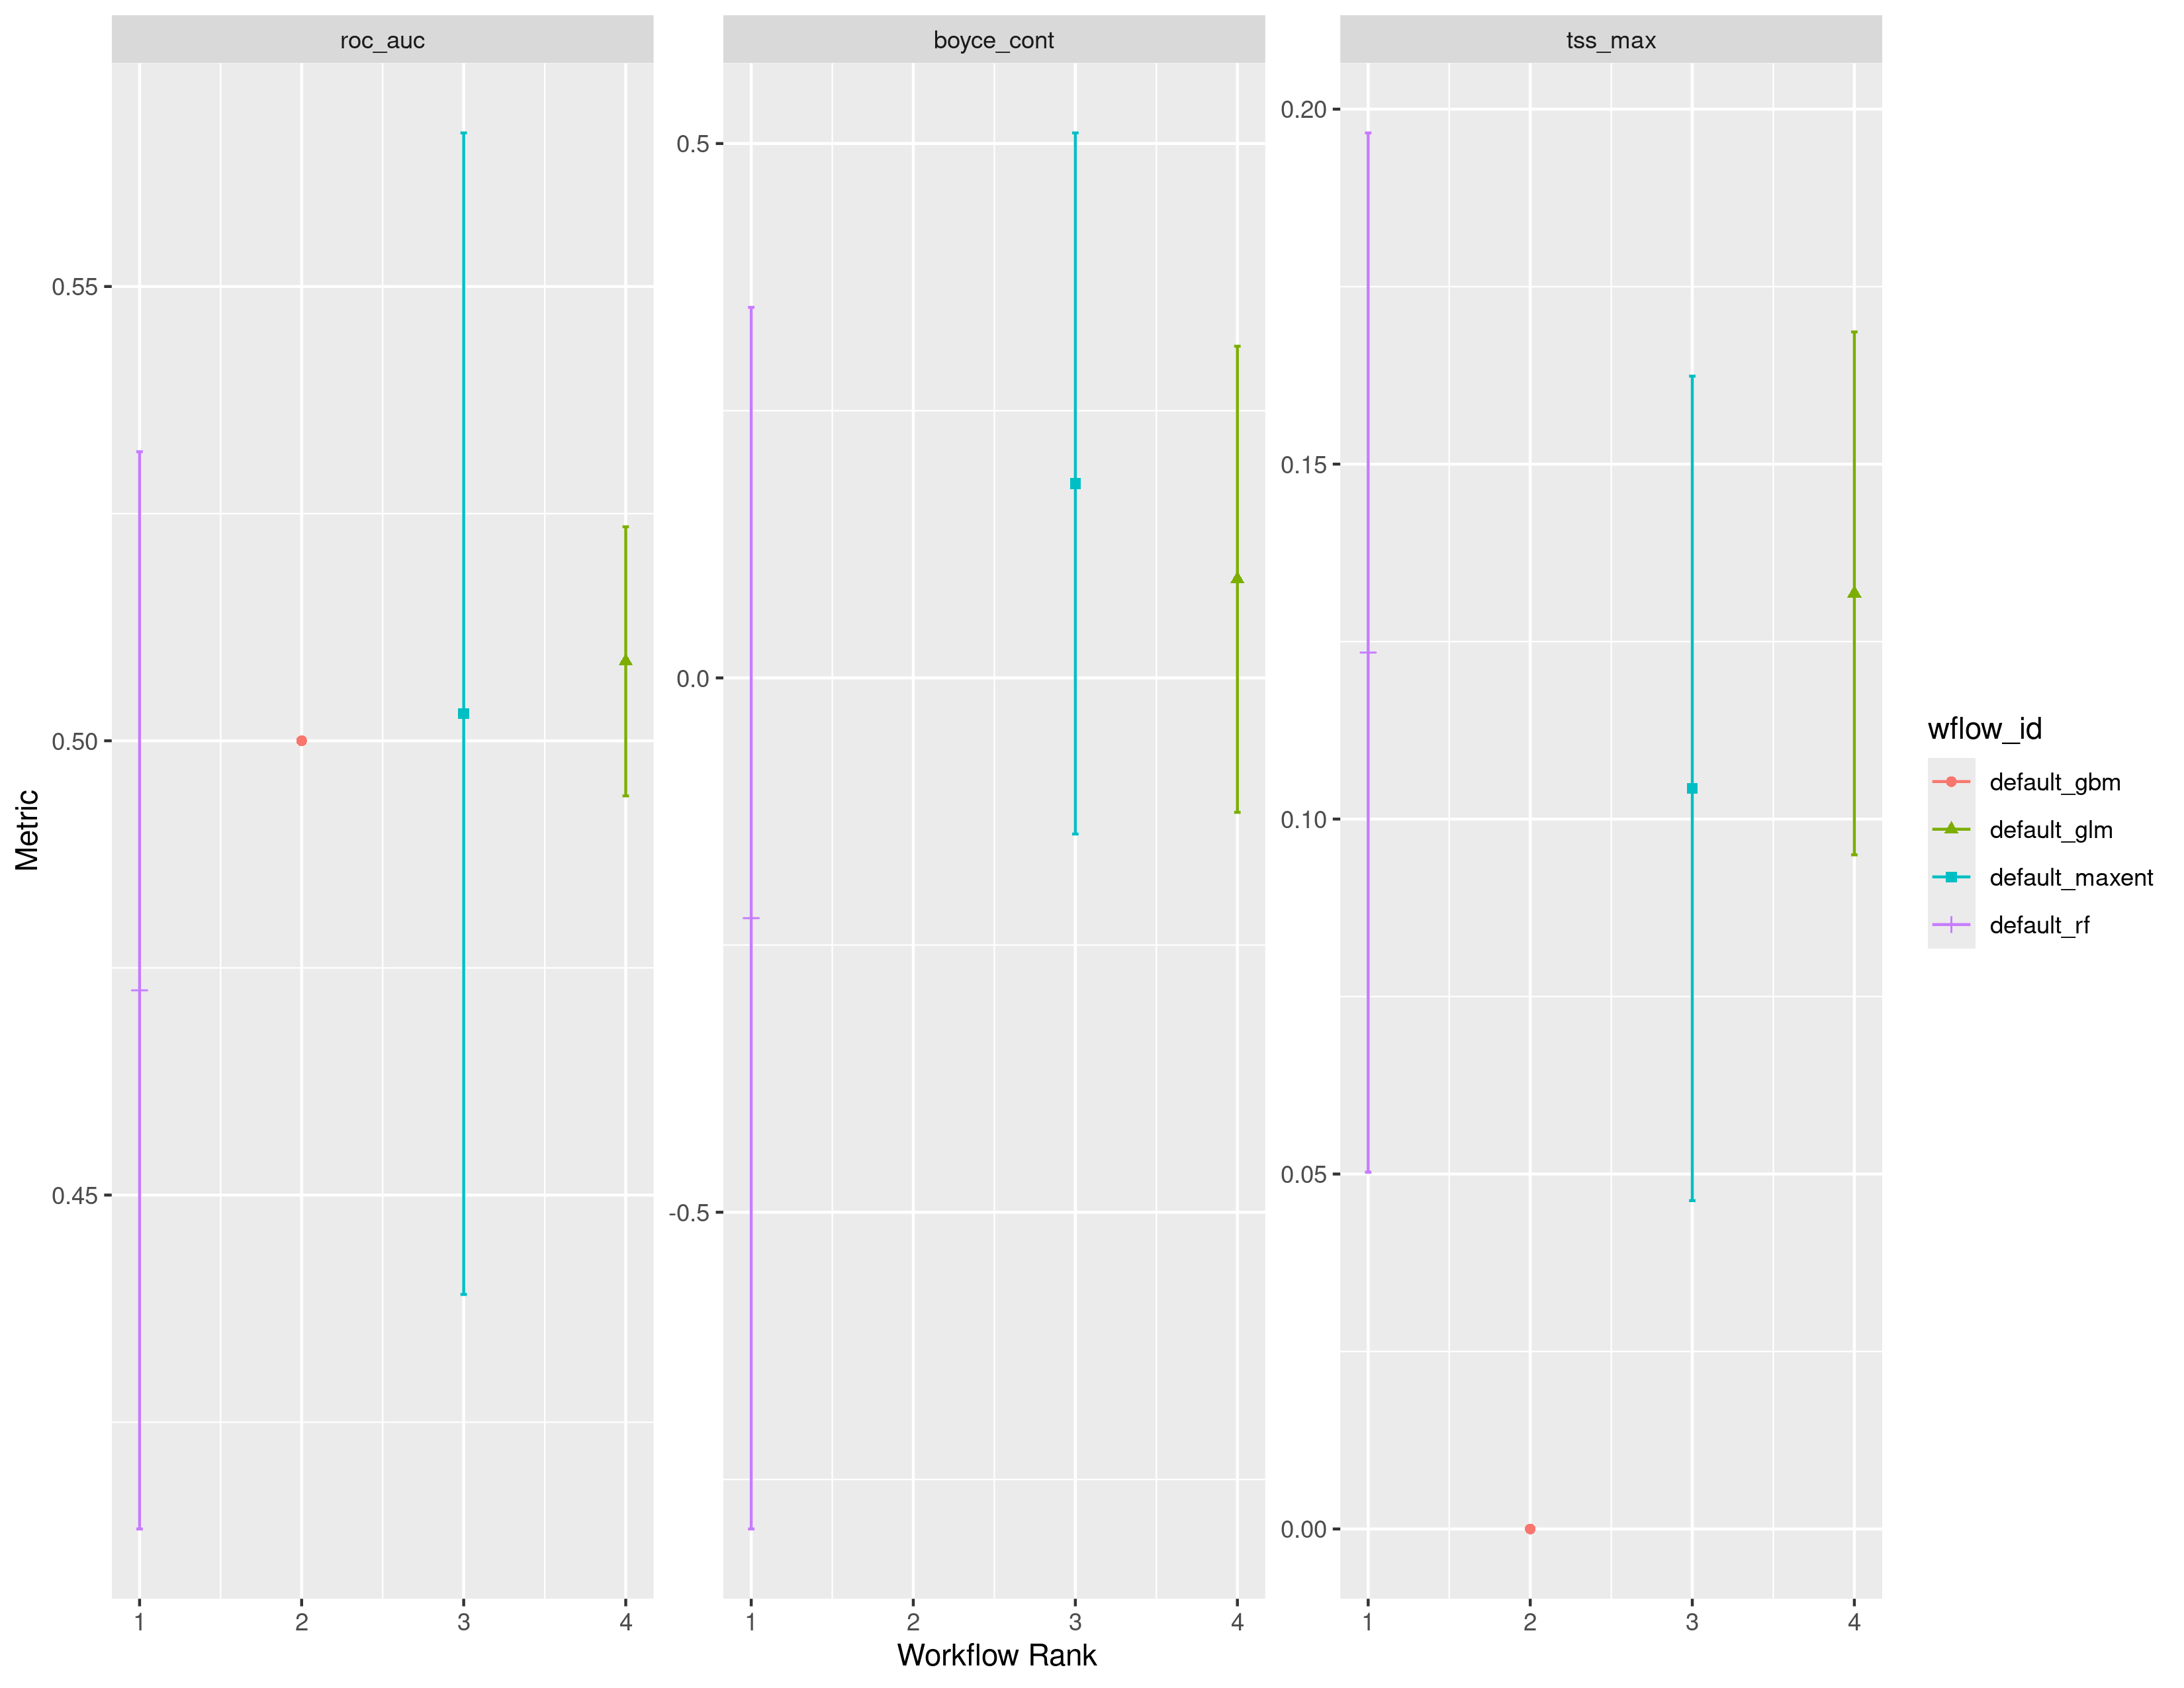 roc_auc
boyce_cont
tss_max
Metric
0.55
0.50
0.45
0.5
0.0
-0.5
0.20
0.15
0.10
0.05
0.00
1 2 3 4
1 2 3 4
1 2 3 4
Workflow Rank
wflow_id
default_gbm
default_glm
default_maxent
default_rf